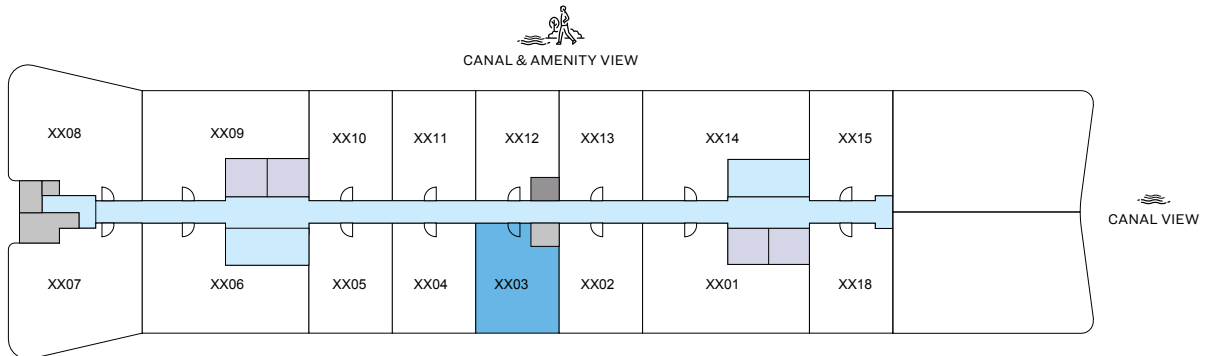 CANAL & AMENITY VIEW
XX08
XX09
XX10
XX11
XX12
XX13
XX14
XX15
CANAL VIEW
XX07
XX06
XX05
XX04
XX03
XX02
XX01
XX18